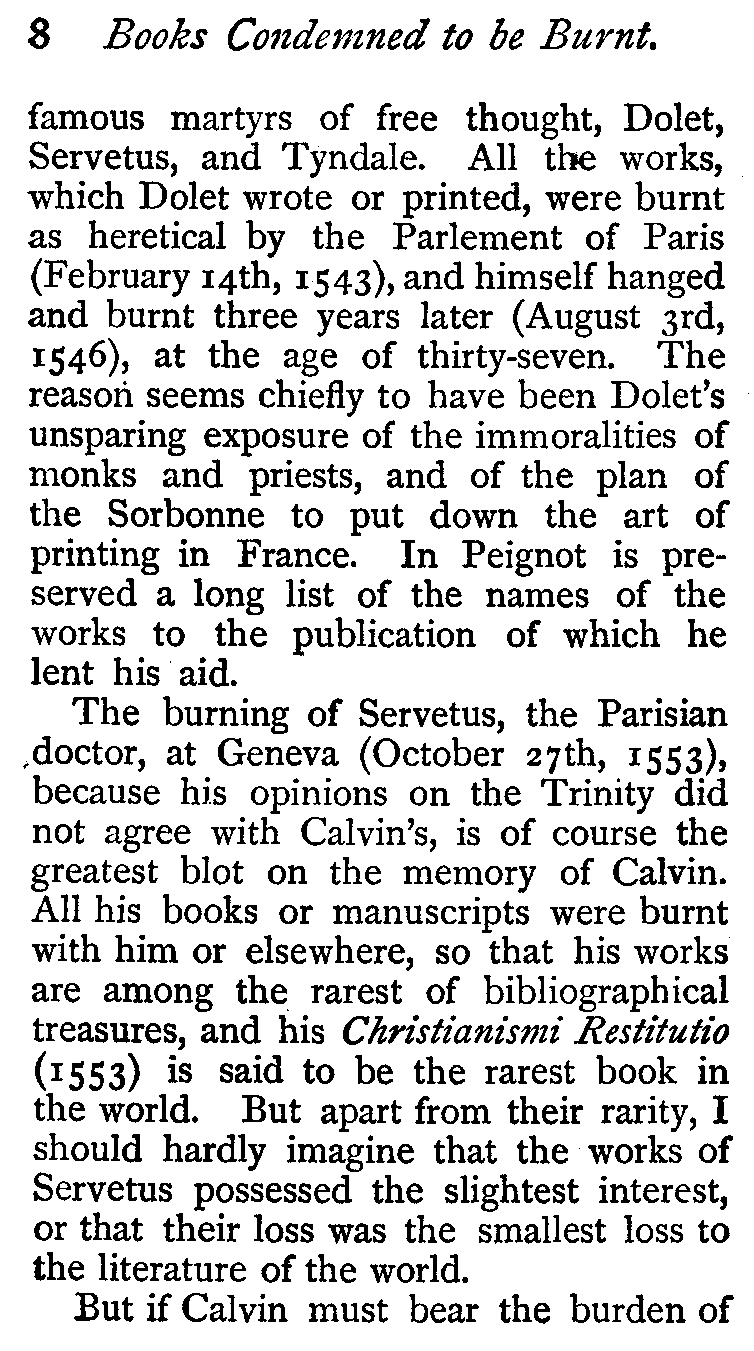 8 Books Condemned to be Burnt.
famous martyrs of free thought, Dolet,
Servetus, and Tyndale. All the works,
which Dolet wrote or printed, were burnt
as heretical by the Parlement of Paris
(February 14th, 1543), and himself hanged
and burnt three years later (August 3rd,
1546), at the age of thirty-seven. The
reason seems chiefly to have been Dolet's
unsparing exposure of the immoralities of
monks and priests, and of the plan of
the Sorbonne to put down the art of
printing in France. In Peignot is pre-
served a long list of the names of the
works to the publication of which he
lent his aid.
The burning of Servetus, the Parisian
doctor, at Geneva (October 27th, 1553),
because his opinions on the Trinity did
not agree with Calvin's, is of course the
greatest blot on the memory of Calvin.
All his books or manuscripts were burnt
with him or elsewhere, so that his works
are among the rarest of bibliographical
treasures, and his Christianismi Restitutio
(1553) is said to be the rarest book in
the world. But apart from their rarity, I
should hardly imagine that the works of
Servetus possessed the slightest interest,
or that their loss was the smallest loss to
the literature of the world.
But if Calvin must bear the burden of